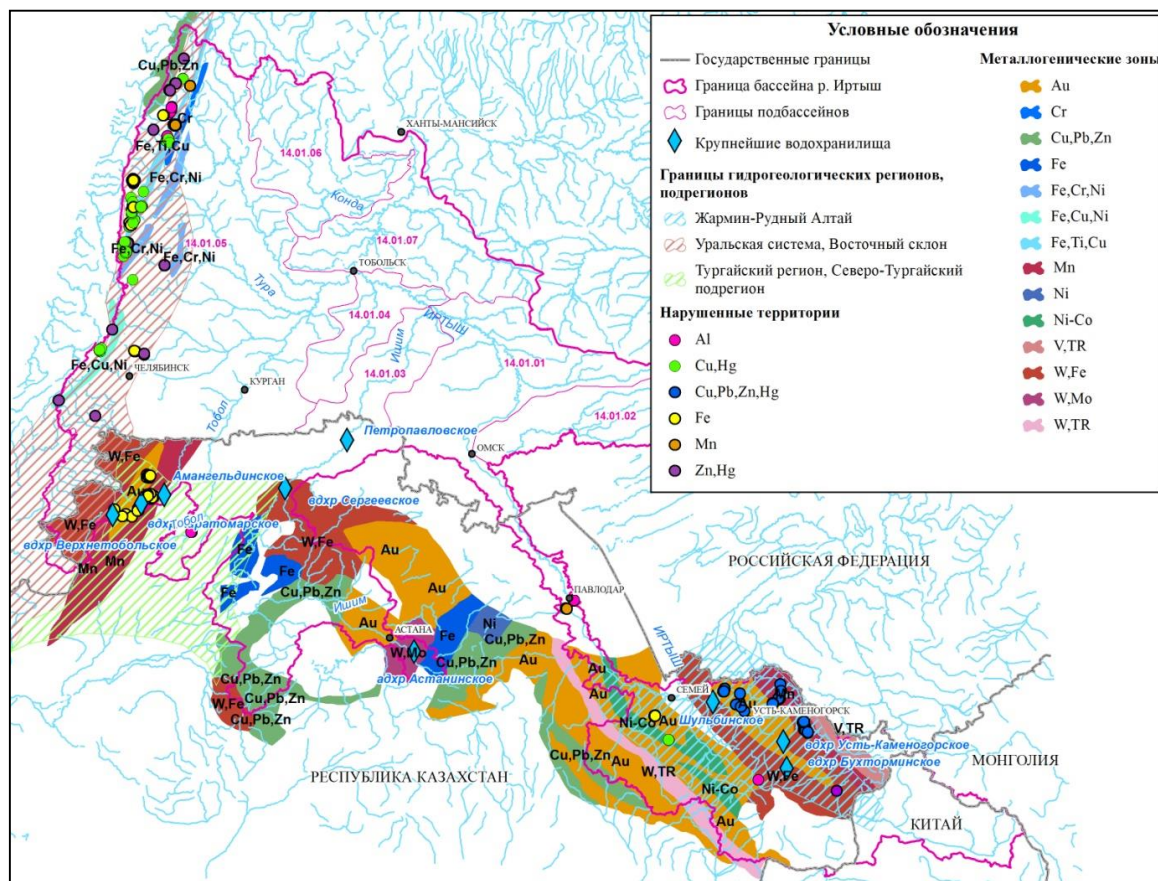 Условные обозначения
Государственные границы
Граница бассейна р. Иртыш
Границы подбассейнов
Крупнейшие водохранилища
Границы гидрогеологических регионов,
подрегионов
Жармин-Рудный Алтай
Уральская система, Восточный склон
Тургайский регион, Северо-Тургайский
подрегион
Нарушенные территории
Al
Cu,Hg
Cu,Pb,Zn,Hg
Fe
Mn
Zn,Hg
Металлогенические зоны
Au
Cr
Cu,Pb,Zn
Fe
Fe,Cr,Ni
Fe,Cu,Ni
Fe,Ti,Cu
Mn
Ni
Ni-Co
V,TR
W,Fe
W,Mo
W,TR
Cu,Pb,Zn
Cr
Fe,Ti,Cu
Fe,Cr,Ni
Fe,Cr,Ni
Fe,Cr,Ni
Fe,Cu,Ni
ХАНТЫ-МАНСИЙСК
14.01.06
Конда
14.01.07
14.01.05
ТОБОЛЬСК
Тура
14.01.04
ИРТЫШ
Ишим
14.01.03
14.01.01
14.01.02
ЧЕЛЯБИНСК
КУРГАН
Тобол
Петропавловское
ОМСК
W,Fe
Амангельдинское
Au
вдхр Сергеевское
W,Fe
Тобол
вдхр Каратомарское
вдхр Верхнетобольское
Mn
Mn
Fe
W,Fe
Au
Fe
Fe
Cu,Pb,Zn
Au
Ишим
Au
АСТАНА
Fe
Ni
Cu,Pb,Zn
W,Mo
Cu,Pb,Zn
адхр Астанинское
Au
Cu,Pb,Zn
W,Fe
Cu,Pb,Zn
Cu,Pb,Zn
Cu,Pb,Zn
РОССИЙСКАЯ ФЕДЕРАЦИЯ
ПАВЛОДАР
ИРТЫШ
Au
Au
СЕМЕЙ
Ni-Co
Au
Шульбинское
Au
Mn
УСТЬ-КАМЕНОГОРСК
V,TR
вдхр Усть-Каменогорское
вдхр Бухторминское
W,Fe
Cu,Pb,Zn
Au
W,TR
Ni-Co
Au
РЕСПУБЛИКА КАЗАХСТАН
МОНГОЛИЯ
КИТАЙ